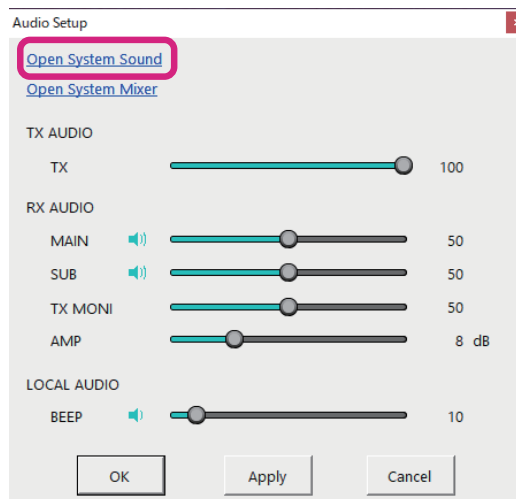 Audio Setup
Open System Sound
Open System Mixer
TX AUDIO
TX 100
RX AUDIO
MAIN 50
SUB 50
TX MONI 50
AMP 8 dB
LOCAL AUDIO
BEEP 10
OK Apply Cancel